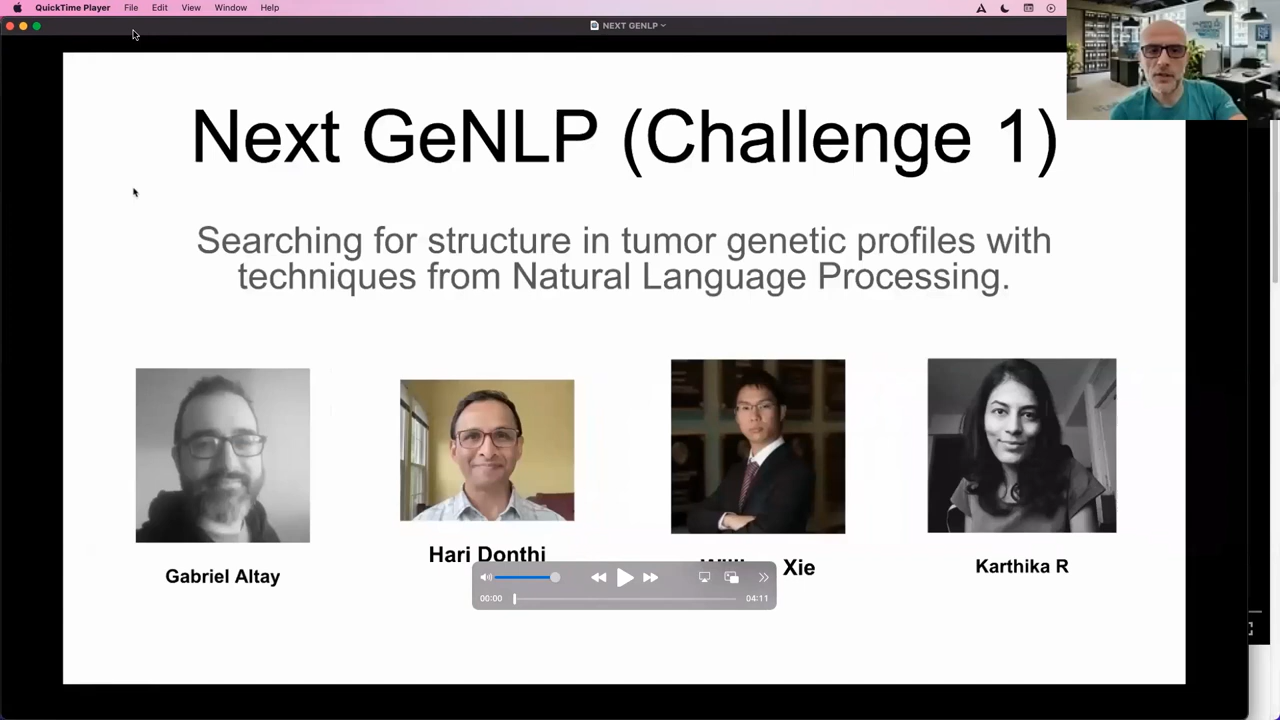 QuickTime Player File Edit View Window Help
NEXT GENLP
Next GeNLP (Challenge 1)
Searching for structure in tumor genetic profiles with
techniques from Natural Language Processing.
Gabriel Altay
Hari Donthi
Xie
Karthika R
00:00
04:11